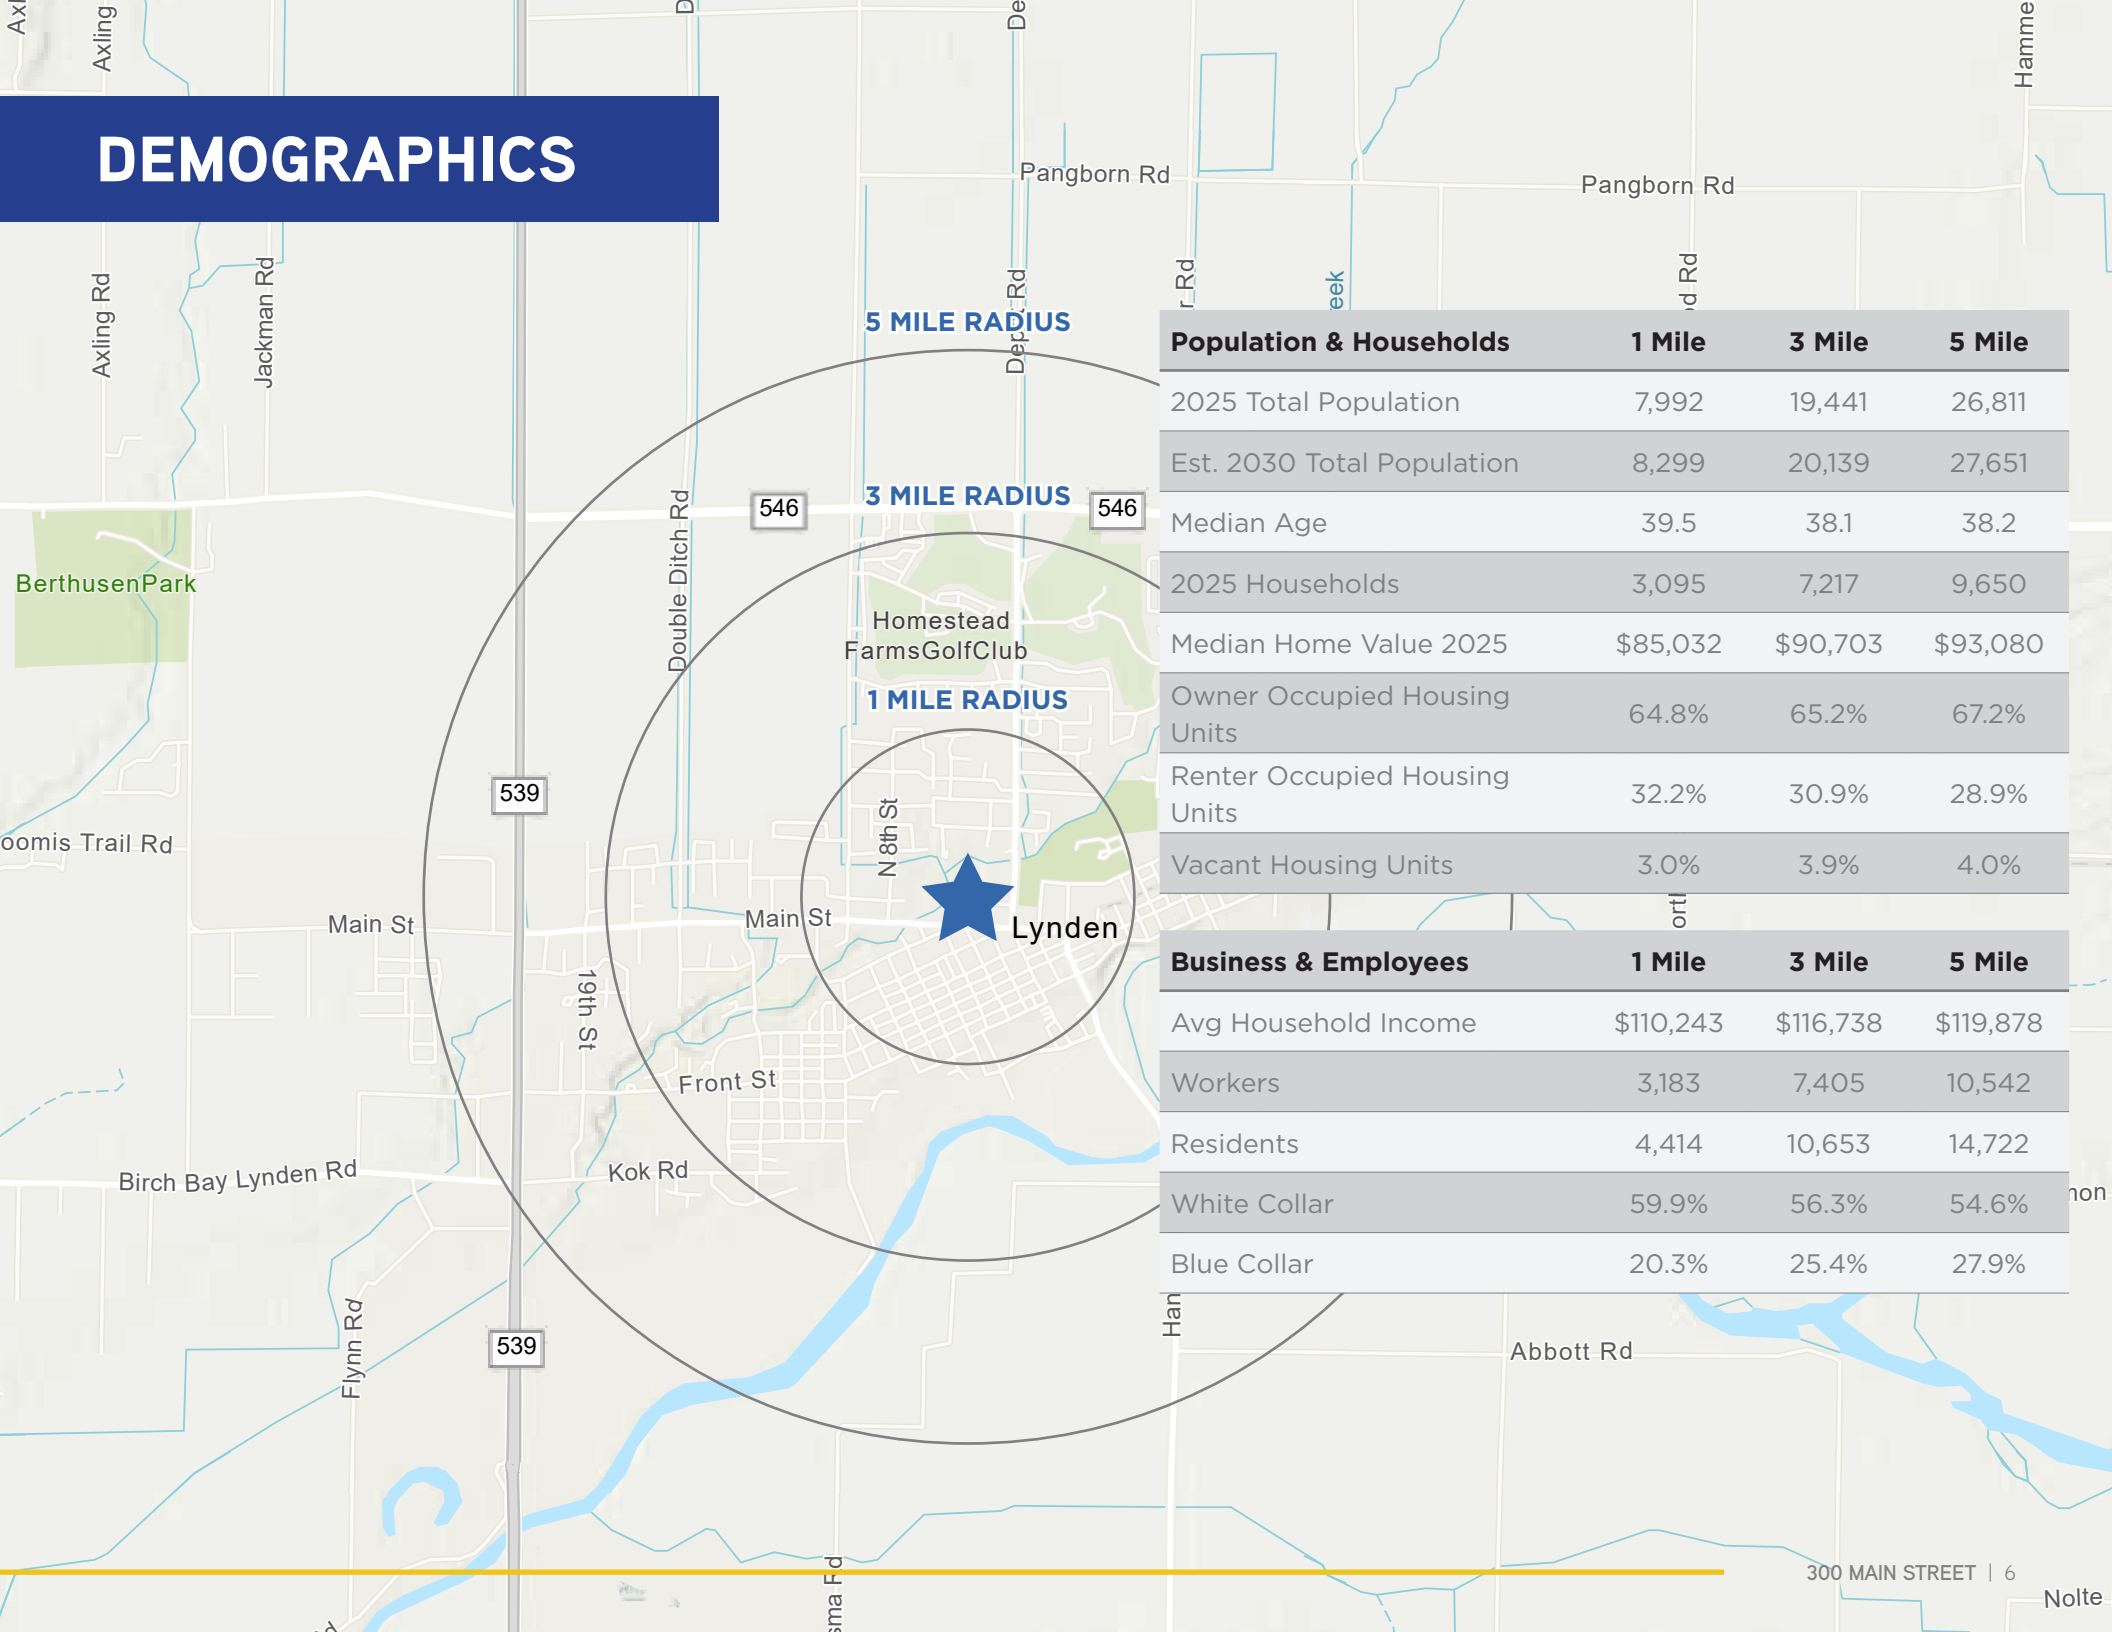 Axling
Hamme
DEMOGRAPHICS
Pangborn Rd
Pangborn Rd
Axling Rd
Jackman Rd
Rd
5 MILE RADIUS
Population & Households 1 Mile 3 Mile 5 Mile
2025 Total Population 7,992 19,441 26,811
Est. 2030 Total Population 8,299 20,139 27,651
Median Age 39.5 38.1 38.2
2025 Households 3,095 7,217 9,650
Median Home Value 2025 $85,032 $90,703 $93,080
Owner Occupied Housing
Units 64.8% 65.2% 67.2%
Renter Occupied Housing
Units 32.2% 30.9% 28.9%
Vacant Housing Units 3.0% 3.9% 4.0%
3 MILE RADIUS
546
546
Double Ditch Rd
BerthusenPark
Homestead
FarmsGolfClub
1 MILE RADIUS
539
N 8th St
oomis Trail Rd
Main St
Main St
Lynden
19th St
Front St
Kok Rd
Birch Bay Lynden Rd
Business & Employees 1 Mile 3 Mile 5 Mile
Avg Household Income $110,243 $116,738 $119,878
Workers 3,183 7,405 10,542
Residents 4,414 10,653 14,722
White Collar 59.9% 56.3% 54.6%
Blue Collar 20.3% 25.4% 27.9%
Flynn Rd
539
Han
Abbott Rd
sma Rd
300 MAIN STREET | 6
Nolte